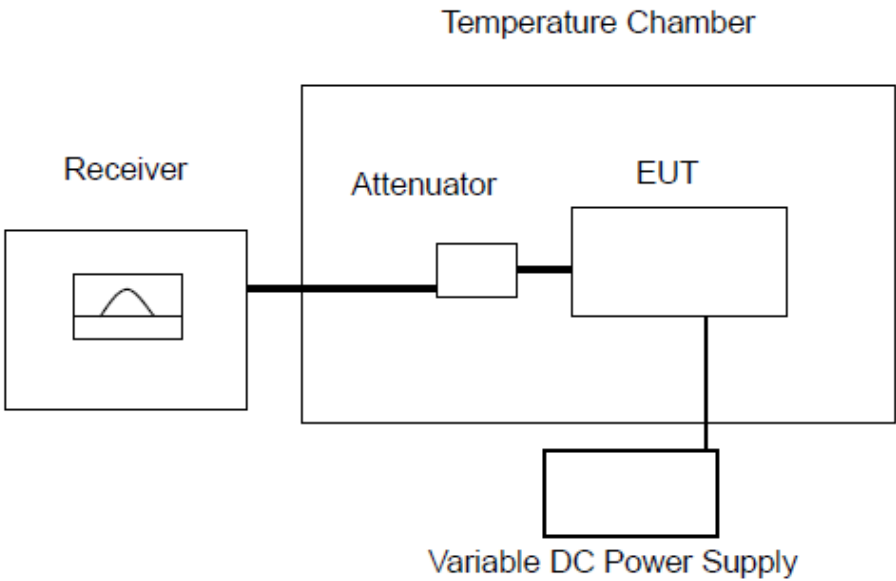 Temperature Chamber
Receiver
Attenuator
EUT
Variable DC Power Supply